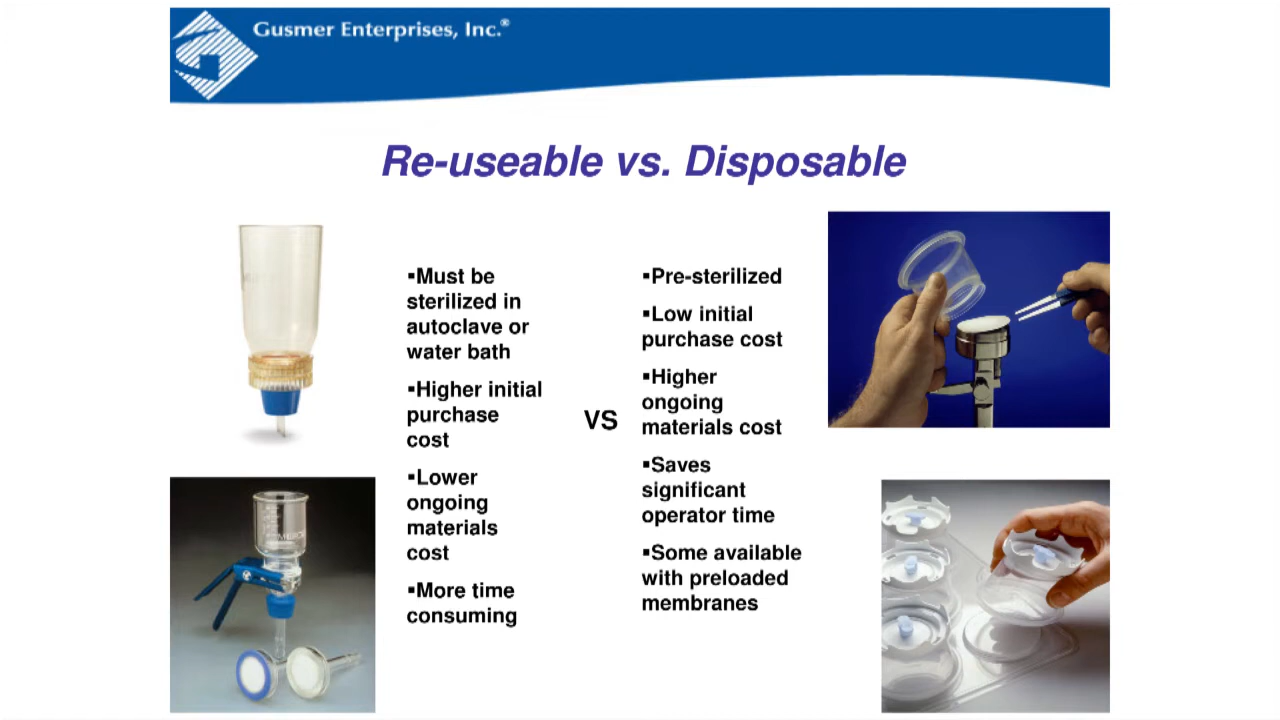 Gusmer Enterprises, Inc.®
Re-useable vs. Disposable
▪Must be
sterilized in
autoclave or
water bath
▪Higher initial
purchase
cost
▪Lower
ongoing
materials
cost
▪More time
consuming
VS
▪Pre-sterilized
▪Low initial
purchase cost
▪Higher
ongoing
materials cost
▪Saves
significant
operator time
▪Some available
with preloaded
membranes